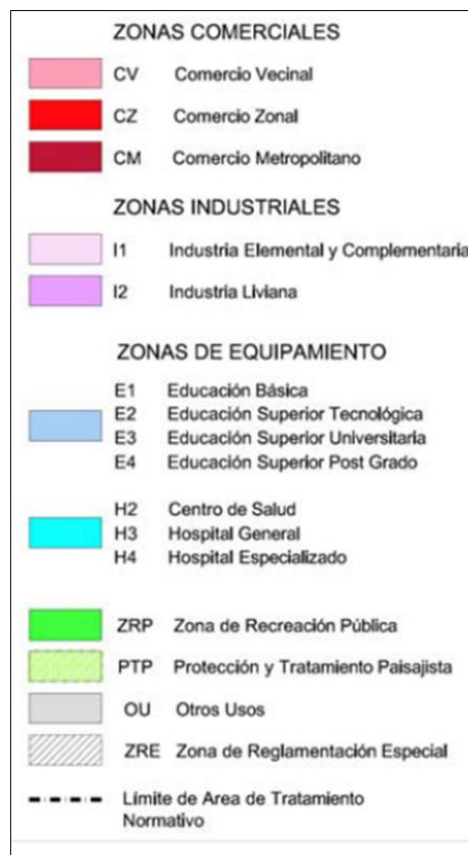 ZONAS COMERCIALES
CV Comercio Vecinal
CZ Comercio Zonal
CM Comercio Metropolitano
ZONAS INDUSTRIALES
I1 Industria Elemental y Complementaria
I2 Industria Liviana
ZONAS DE EQUIPAMIENTO
E1 Educación Básica
E2 Educación Superior Tecnológica
E3 Educación Superior Universitaria
E4 Educación Superior Post Grado
H2 Centro de Salud
H3 Hospital General
H4 Hospital Especializado
ZRP Zona de Recreación Pública
PTP Protección y Tratamiento Paisajista
OU Otros Usos
ZRE Zona de Reglamentación Especial
Límite de Area de Tratamiento
Normativo